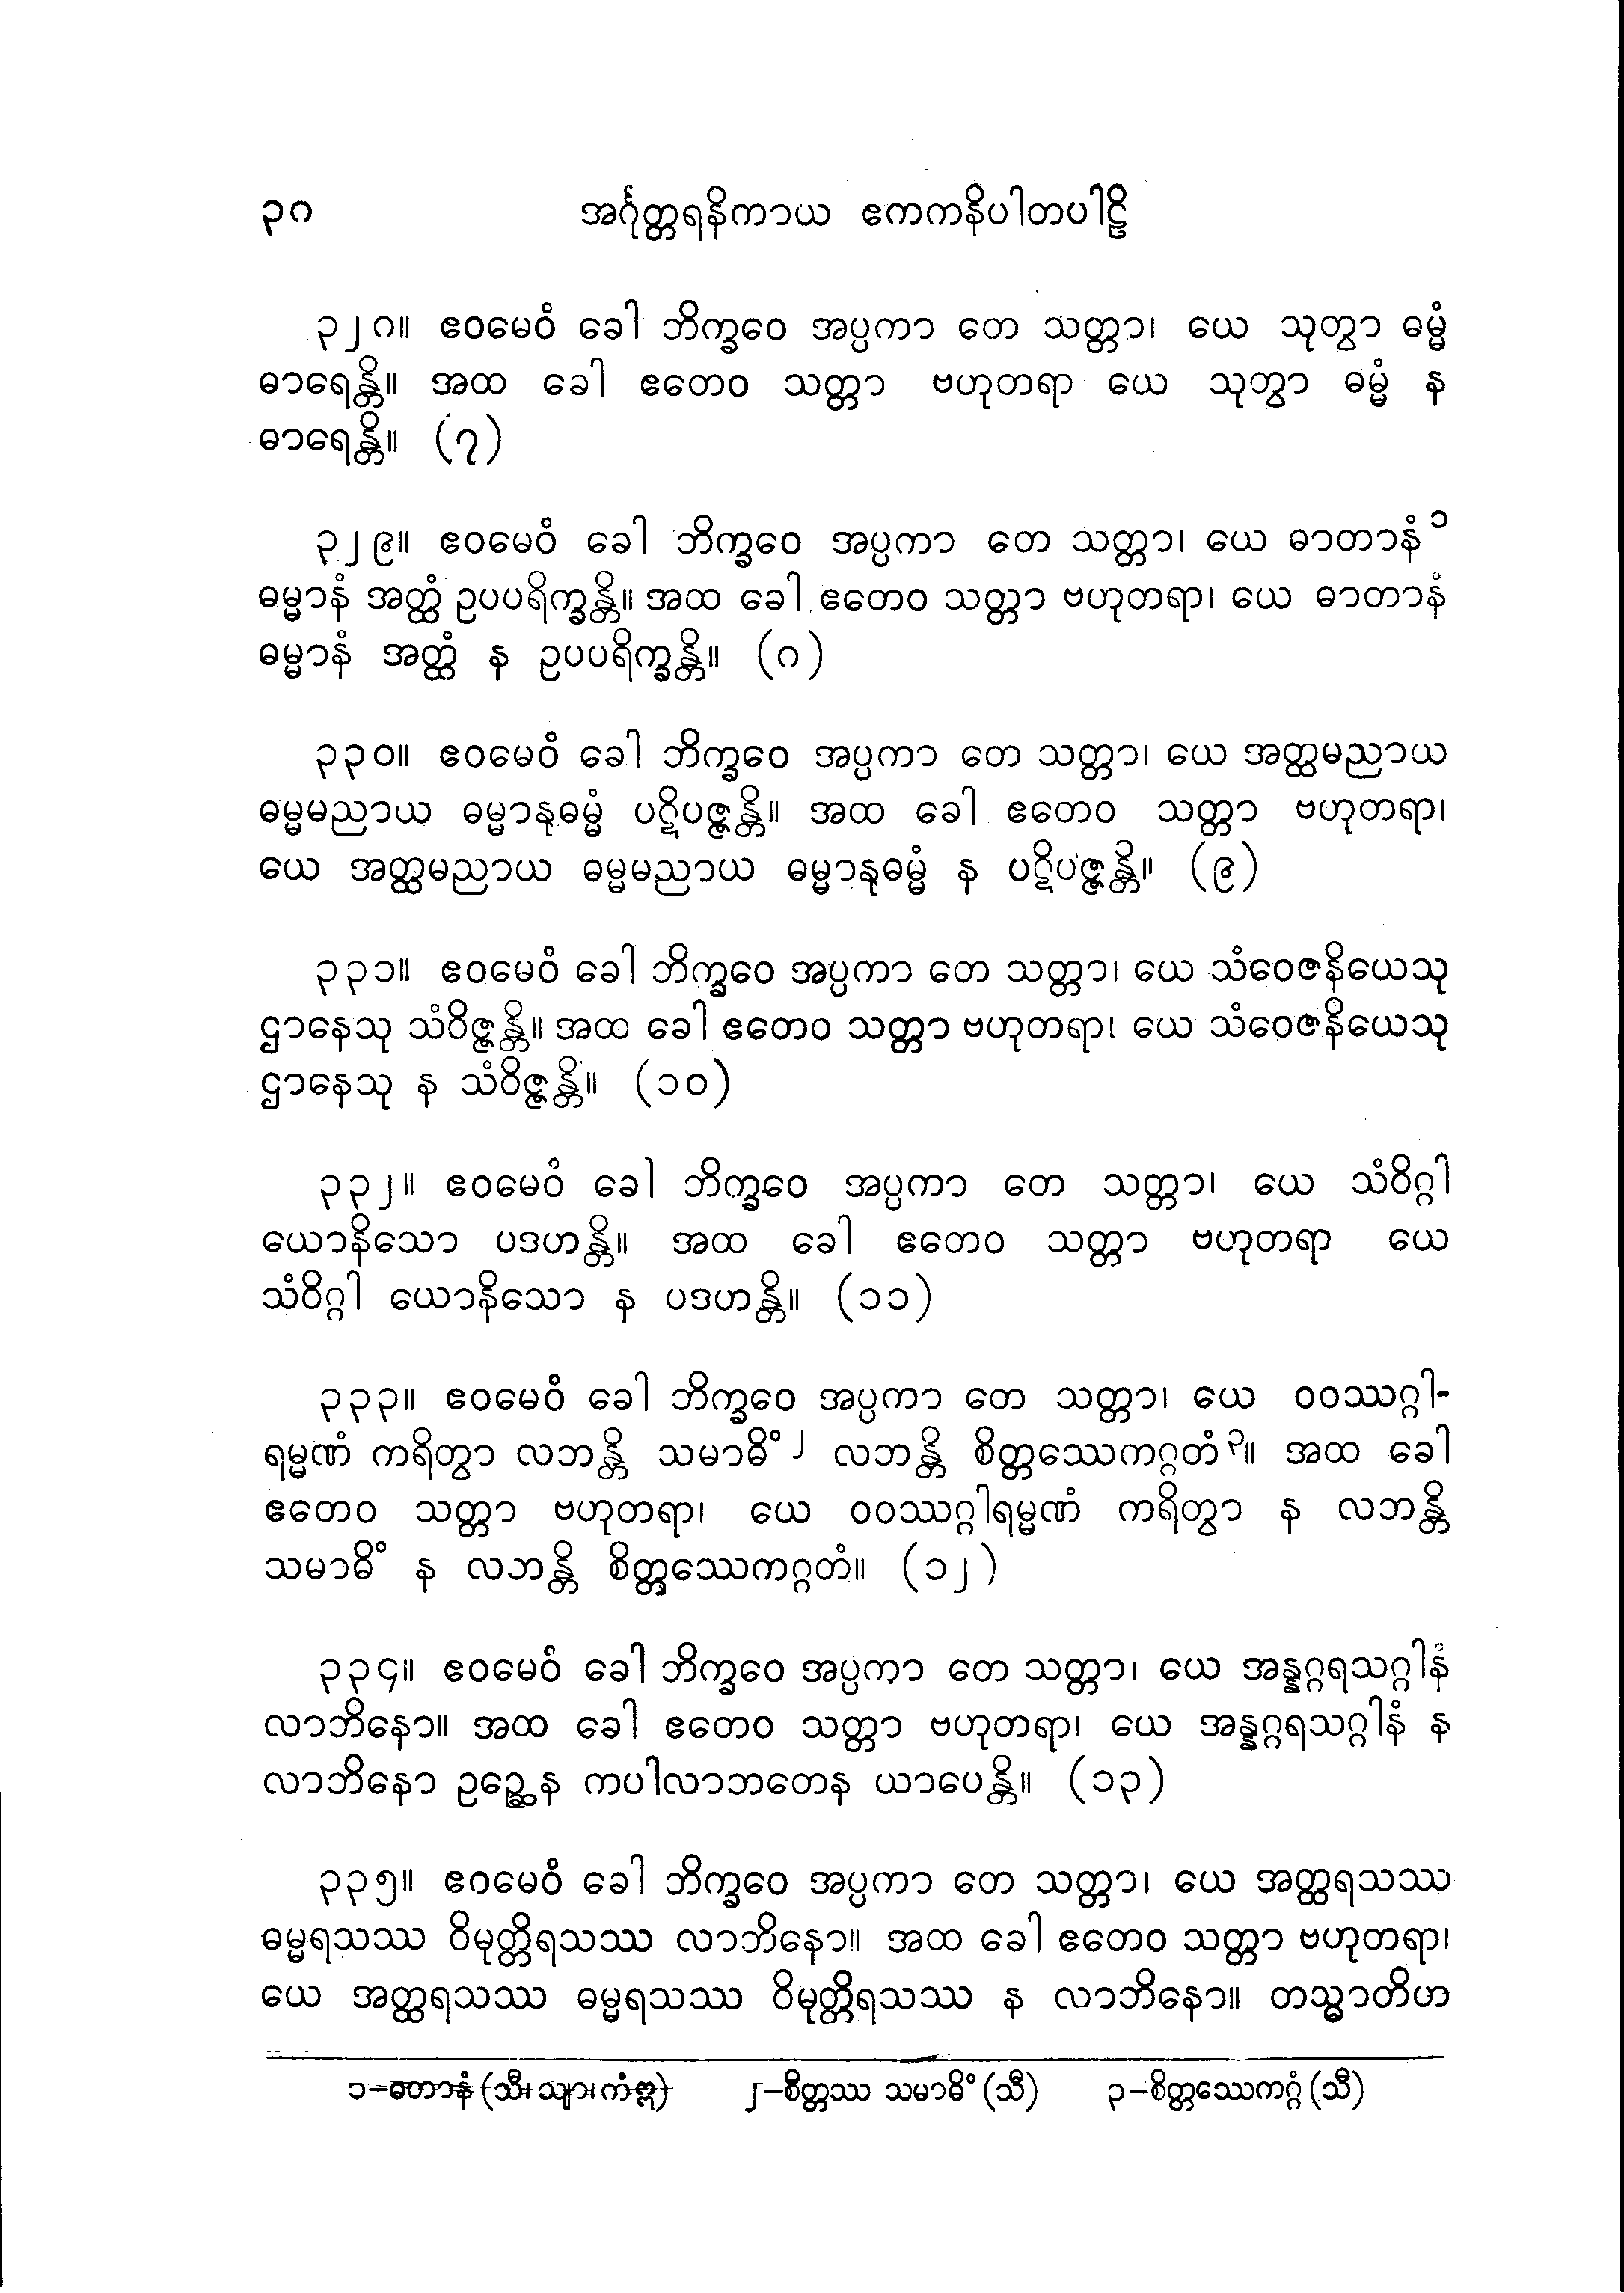 ၃၈ အင်္ဂုတ္တရနိကာယ ဧကကနိပါတပါဠိ
၃၂၈။ ဧဝမေဝံ ခေါ ဘိက္ခဝေ အပ္ပကာ တေ သတ္တာ၊ ယေ သုတွာ ဓမ္မံ
ဓာရေန္တိ။ အထ ခေါ ဧတေဝ သတ္တာ ဗဟုတရာ ယေ သုတွာ ဓမ္မံ န
ဓာရေန္တိ။ (၇)
၃၂၉။ ဧဝမေဝံ ခေါ ဘိက္ခဝေ အပ္ပကာ တေ သတ္တာ၊ ယေ ဓာတာနံ ၁
ဓမ္မာနံ အတ္ထံ ဥပပရိက္ခန္တိ။ အထ ခေါ ဧတေဝ သတ္တာ ဗဟုတရာ၊ ယေ ဓာတာနံ
ဓမ္မာနံ အတ္ထံ န ဥပပရိက္ခန္တိ။ (၈)
၃၃၀။ ဧဝမေဝံ ခေါ ဘိက္ခဝေ အပ္ပကာ တေ သတ္တာ၊ ယေ အတ္ထမညာယ
ဓမ္မမညာယ ဓမ္မာနုဓမ္မံ ပဋိပဇ္ဇန္တိ။ အထ ခေါ ဧတေဝ သတ္တာ ဗဟုတရာ၊
ယေ အတ္ထမညာယ ဓမ္မမညာယ ဓမ္မာနုဓမ္မံ န ပဋိပဇ္ဇန္တိ။ (၉)
၃၃၁။ ဧဝမေဝံ ခေါ ဘိက္ခဝေ အပ္ပကာ တေ သတ္တာ၊ ယေ သံဝေဇနိယေသု
ဌာနေသု သံဝိဇ္ဇန္တိ။ အထ ခေါ ဧတေဝ သတ္တာ ဗဟုတရာ၊ ယေ သံဝေဇနိယေသု
ဌာနေသု န သံဝိဇ္ဇန္တိ။ (၁၀)
၃၃၂။ ဧဝမေဝံ ခေါ ဘိက္ခဝေ အပ္ပကာ တေ သတ္တာ၊ ယေ သံဝိဂ္ဂါ
ယောနိသော ပဒဟန္တိ။ အထ ခေါ ဧတေဝ သတ္တာ ဗဟုတရာ ယေ
သံဝိဂ္ဂါ ယောနိသော န ပဒဟန္တိ။ (၁၁)
၃၃၃။ ဧဝမေဝံ ခေါ ဘိက္ခဝေ အပ္ပကာ တေ သတ္တာ၊ ယေ ဝဝဿဂ္ဂါ-
ရမ္မဏံ ကရိတွာ လဘန္တိ သမာဓိံ ၂ လဘန္တိ စိတ္တဿေကဂ္ဂတံ ၃။ အထ ခေါ
ဧတေဝ သတ္တာ ဗဟုတရာ၊ ယေ ဝဝဿဂ္ဂါရမ္မဏံ ကရိတွာ န လဘန္တိ
သမာဓိံ န လဘန္တိ စိတ္တဿေကဂ္ဂတံ။ (၁၂)
၃၃၄။ ဧဝမေဝံ ခေါ ဘိက္ခဝေ အပ္ပကာ တေ သတ္တာ၊ ယေ အန္နဂ္ဂရသဂ္ဂါနံ
လာဘိနော။ အထ ခေါ ဧတေဝ သတ္တာ ဗဟုတရာ၊ ယေ အန္နဂ္ဂရသဂ္ဂါနံ န
လာဘိနော ဥဉ္ဆေန ကပါလာဘတေန ယာပေန္တိ။ (၁၃)
၃၃၅။ ဧဝမေဝံ ခေါ ဘိက္ခဝေ အပ္ပကာ တေ သတ္တာ၊ ယေ အတ္ထရသဿ
ဓမ္မရသဿ ဝိမုတ္တိရသဿ လာဘိနော။ အထ ခေါ ဧတေဝ သတ္တာ ဗဟုတရာ၊
ယေ အတ္ထရသဿ ဓမ္မရသဿ ဝိမုတ္တိရသဿ န လာဘိနော။ တသ္မာတိဟ
၁-ဓတာနံ (သီ၊ သျာ၊ ကံ၊ ဣ) ၂-စိတ္တဿ သမာဓိံ (သီ) ၃-စိတ္တဿေကဂ္ဂံ (သီ)